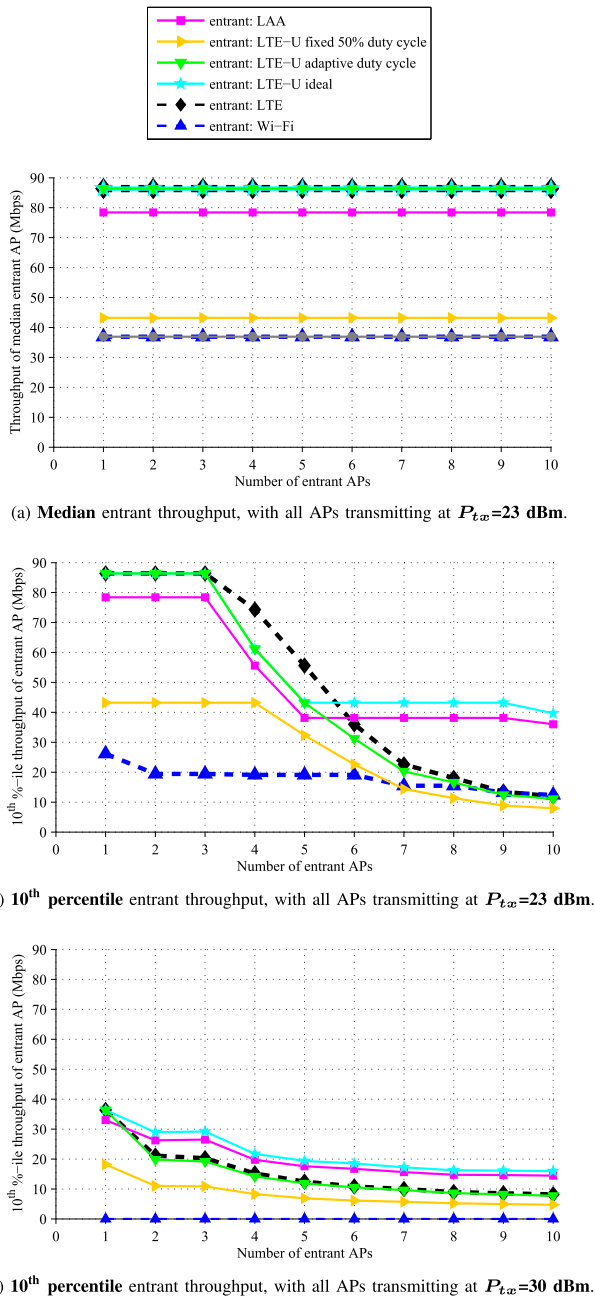 entrant: LAA
entrant: LTE−U fixed 50% duty cycle
entrant: LTE−U adaptive duty cycle
entrant: LTE−U ideal
entrant: LTE
entrant: Wi−Fi
Throughput of median entrant AP (Mbps)
90
80
70
60
50
40
30
20
10
0
0 1 2 3 4 5 6 7 8 9 10
Number of entrant APs
(a) Median entrant throughput, with all APs transmitting at P_tx=23 dBm.
10th %−ile throughput of entrant AP (Mbps)
90
80
70
60
50
40
30
20
10
0
0 1 2 3 4 5 6 7 8 9 10
Number of entrant APs
) 10th percentile entrant throughput, with all APs transmitting at P_tx=23 dBm.
10th %−ile throughput of entrant AP (Mbps)
90
80
70
60
50
40
30
20
10
0
0 1 2 3 4 5 6 7 8 9 10
Number of entrant APs
) 10th percentile entrant throughput, with all APs transmitting at P_tx=30 dBm.